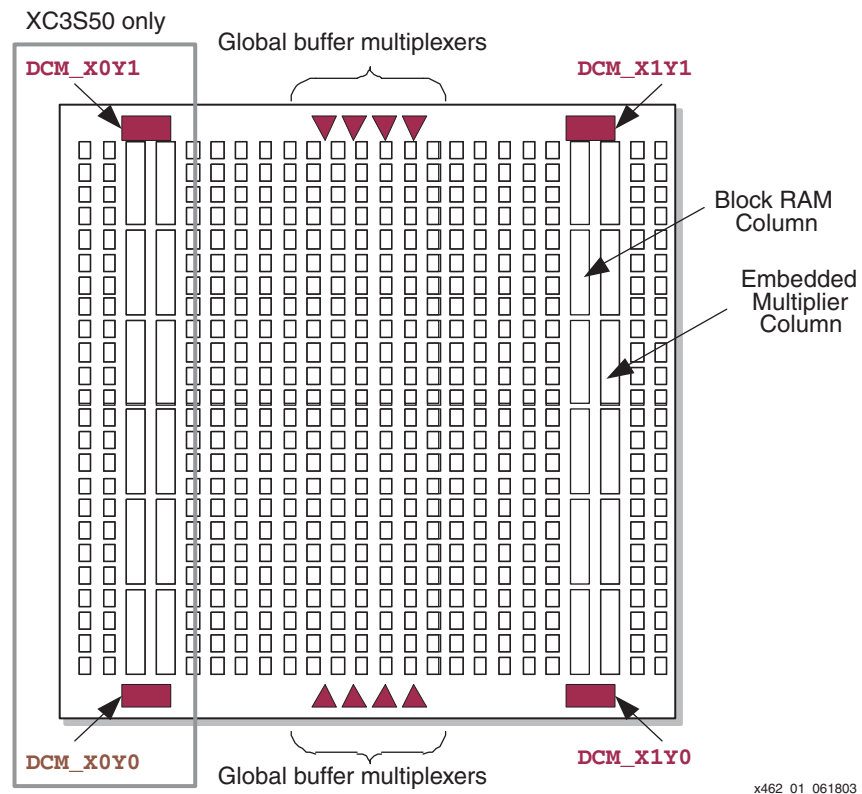 XC3S50 only
Global buffer multiplexers
DCM_X0Y1
DCM_X1Y1
Block RAM
Column
Embedded
Multiplier
Column
DCM_X0Y0
DCM_X1Y0
Global buffer multiplexers
x462_01_061803